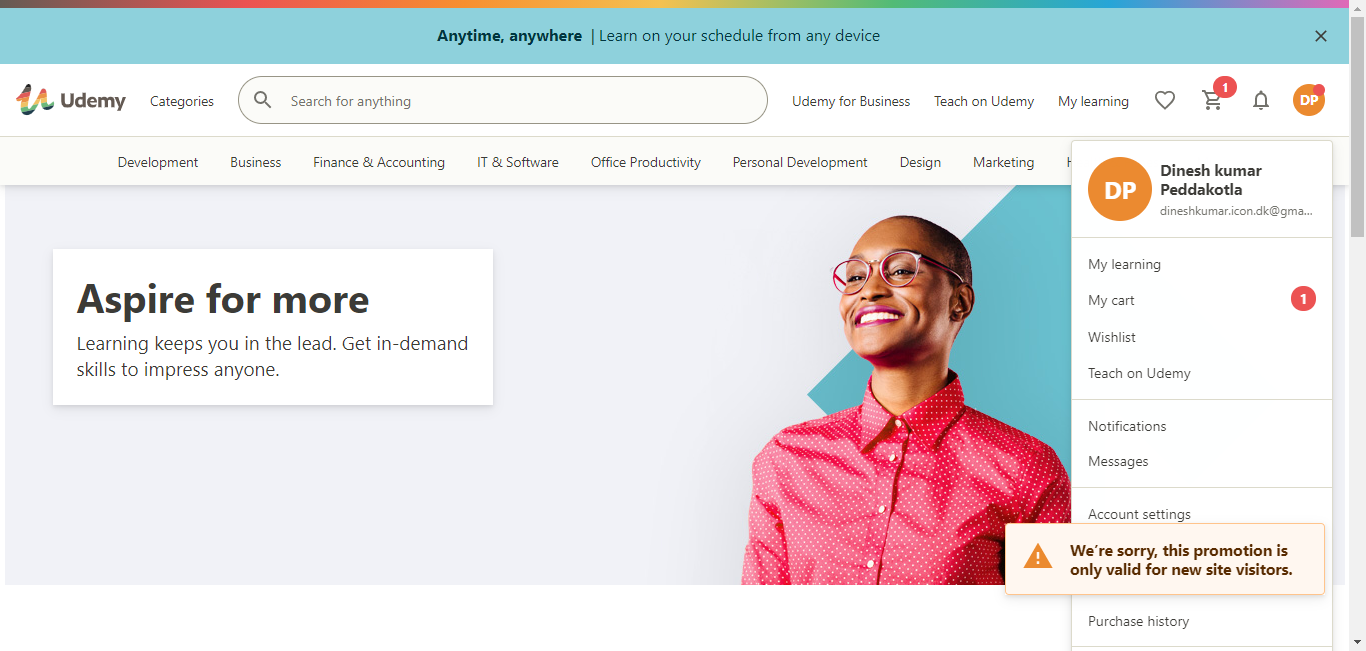 Anytime, anywhere | Learn on your schedule from any device
Udemy
Categories
Search for anything
Udemy for Business
Teach on Udemy
My learning
1
DP
Development
Business
Finance & Accounting
IT & Software
Office Productivity
Personal Development
Design
Marketing
DP
Dinesh kumar
Peddakotla
dineshkumar.icon.dk@gma...
Aspire for more
Learning keeps you in the lead. Get in-demand
skills to impress anyone.
My learning
My cart
1
Wishlist
Teach on Udemy
Notifications
Messages
Account settings
We're sorry, this promotion is
only valid for new site visitors.
Purchase history